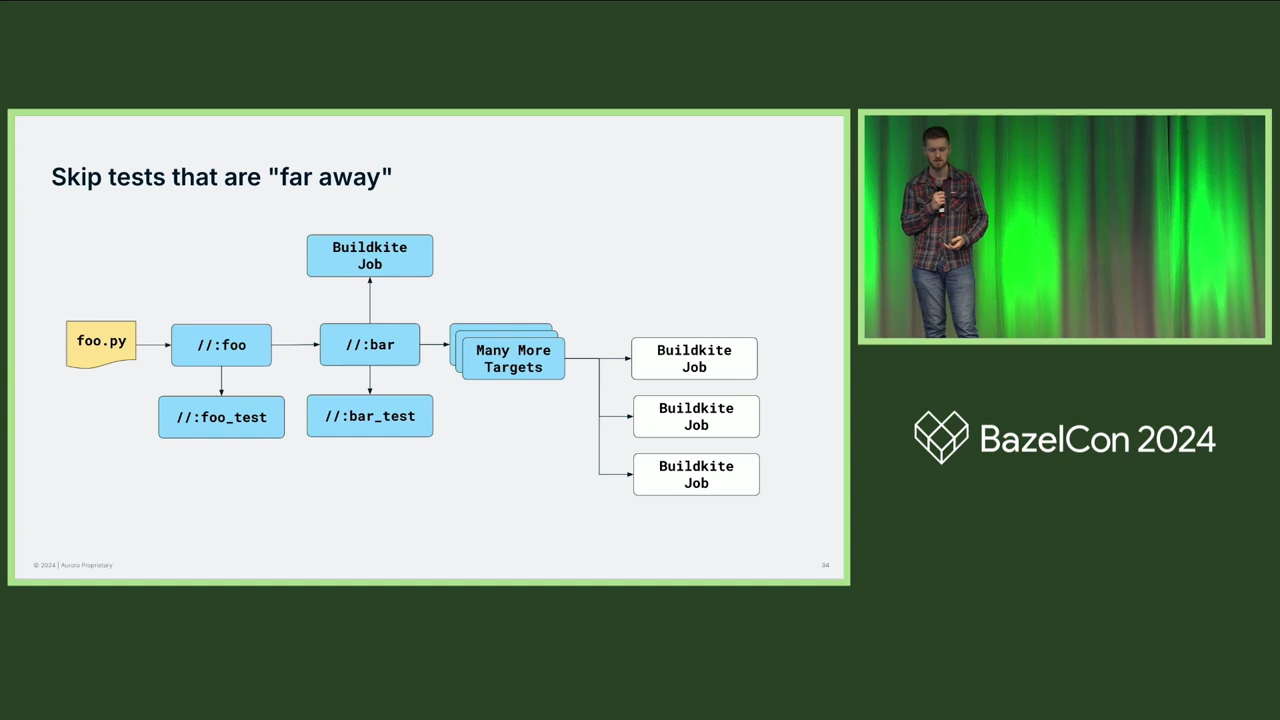 Skip tests that are "far away"
Buildkite
Job
foo.py
//:foo
//:bar
Many More
Targets
Buildkite
Job
//:foo_test
//:bar_test
Buildkite
Job
Buildkite
Job
© 2024 | Aurora Proprietary
34
BazelCon 2024